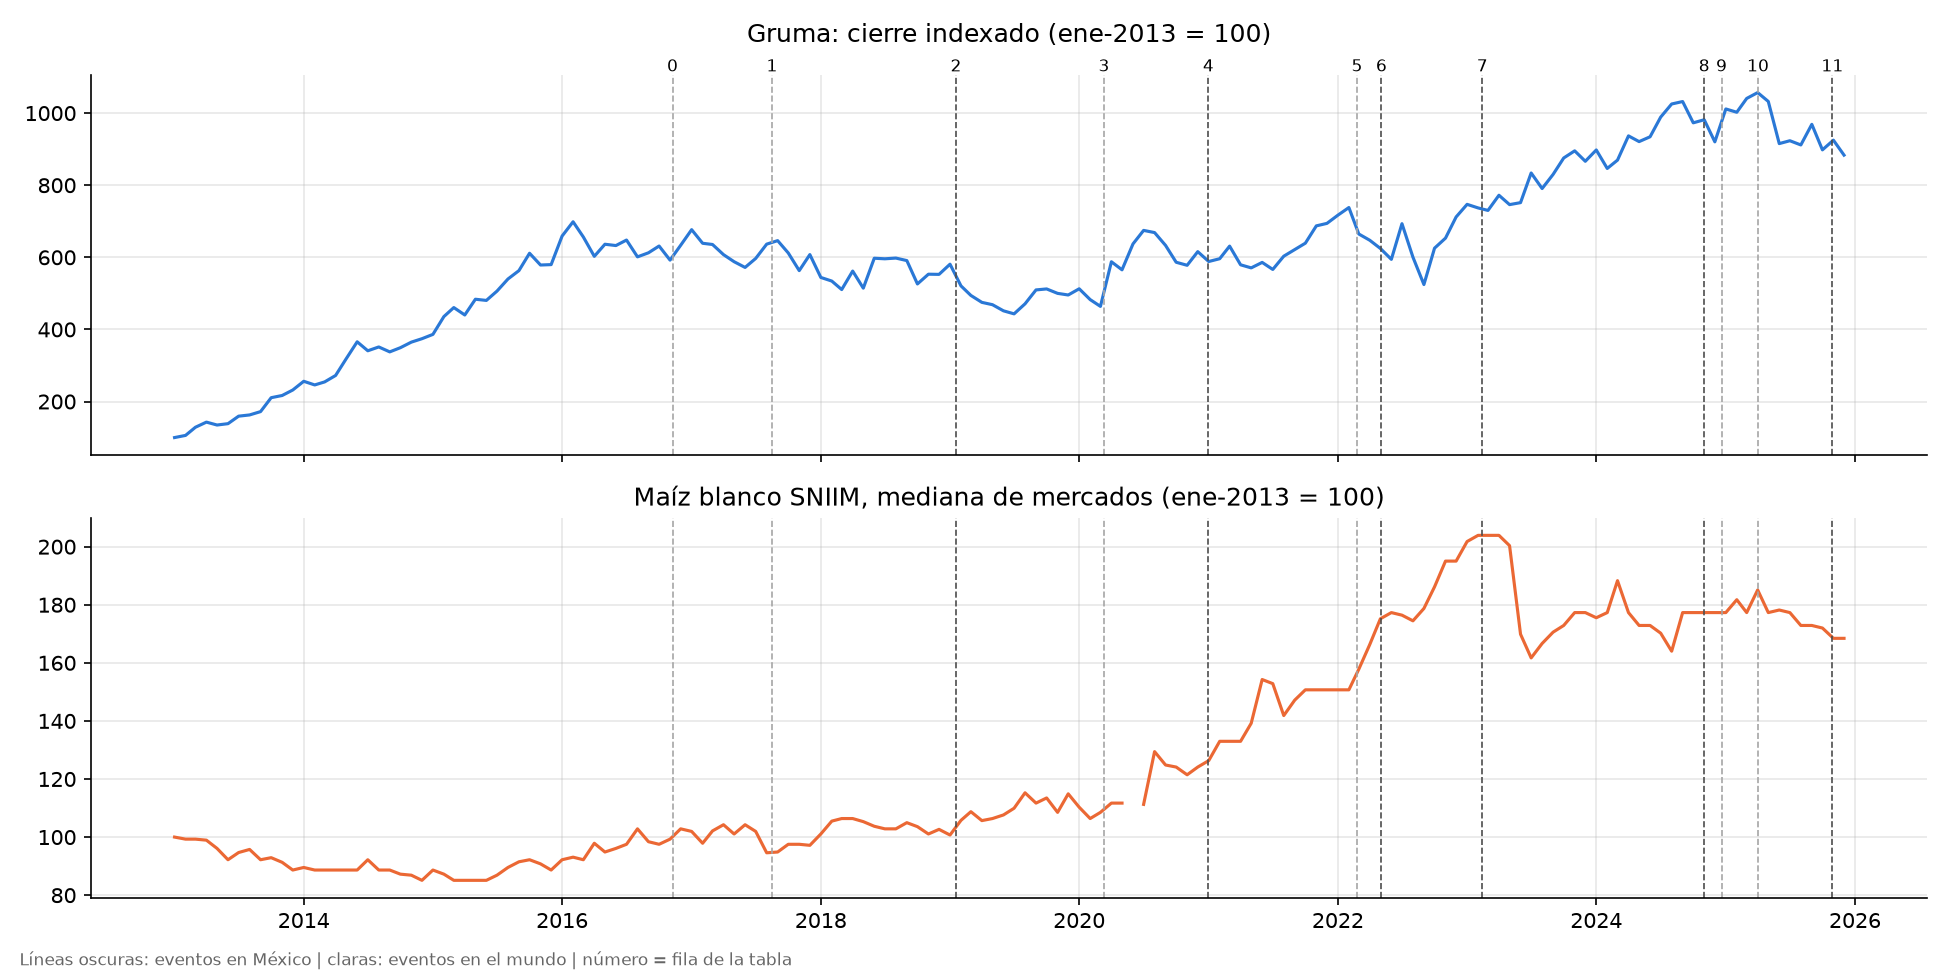 Gruma: cierre indexado (ene-2013 = 100)
0 1 2 3 4 5 6 7 8 9 10 11
1000
800
600
400
200
Maíz blanco SNIIM, mediana de mercados (ene-2013 = 100)
200
180
160
140
120
100
80
2014 2016 2018 2020 2022 2024 2026
Líneas oscuras: eventos en México | claras: eventos en el mundo | número = fila de la tabla